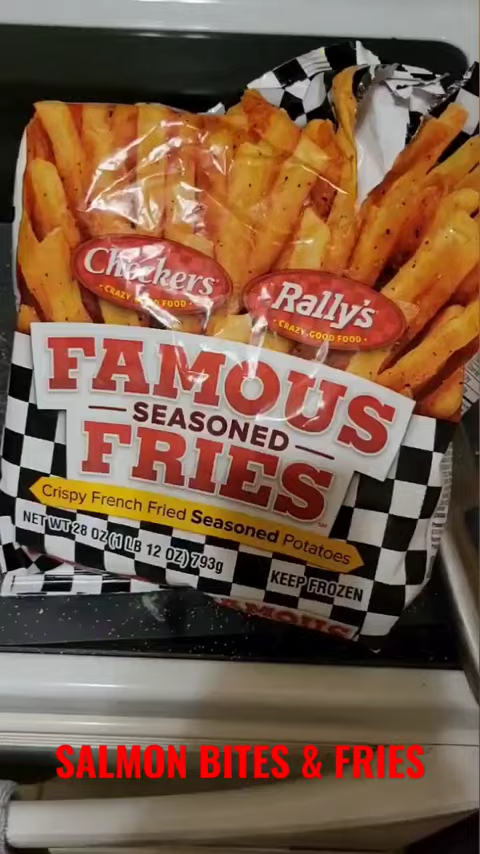 Checkers
CRAZY GOOD FOOD
Rally's
CRAZY GOOD FOOD
FAMOUS
SEASONED
FRIES
Crispy French Fried Seasoned Potatoes
NET WT 28 OZ (1 LB 12 OZ) 793g
KEEP FROZEN
FAMOUS
SALMON BITES & FRIES